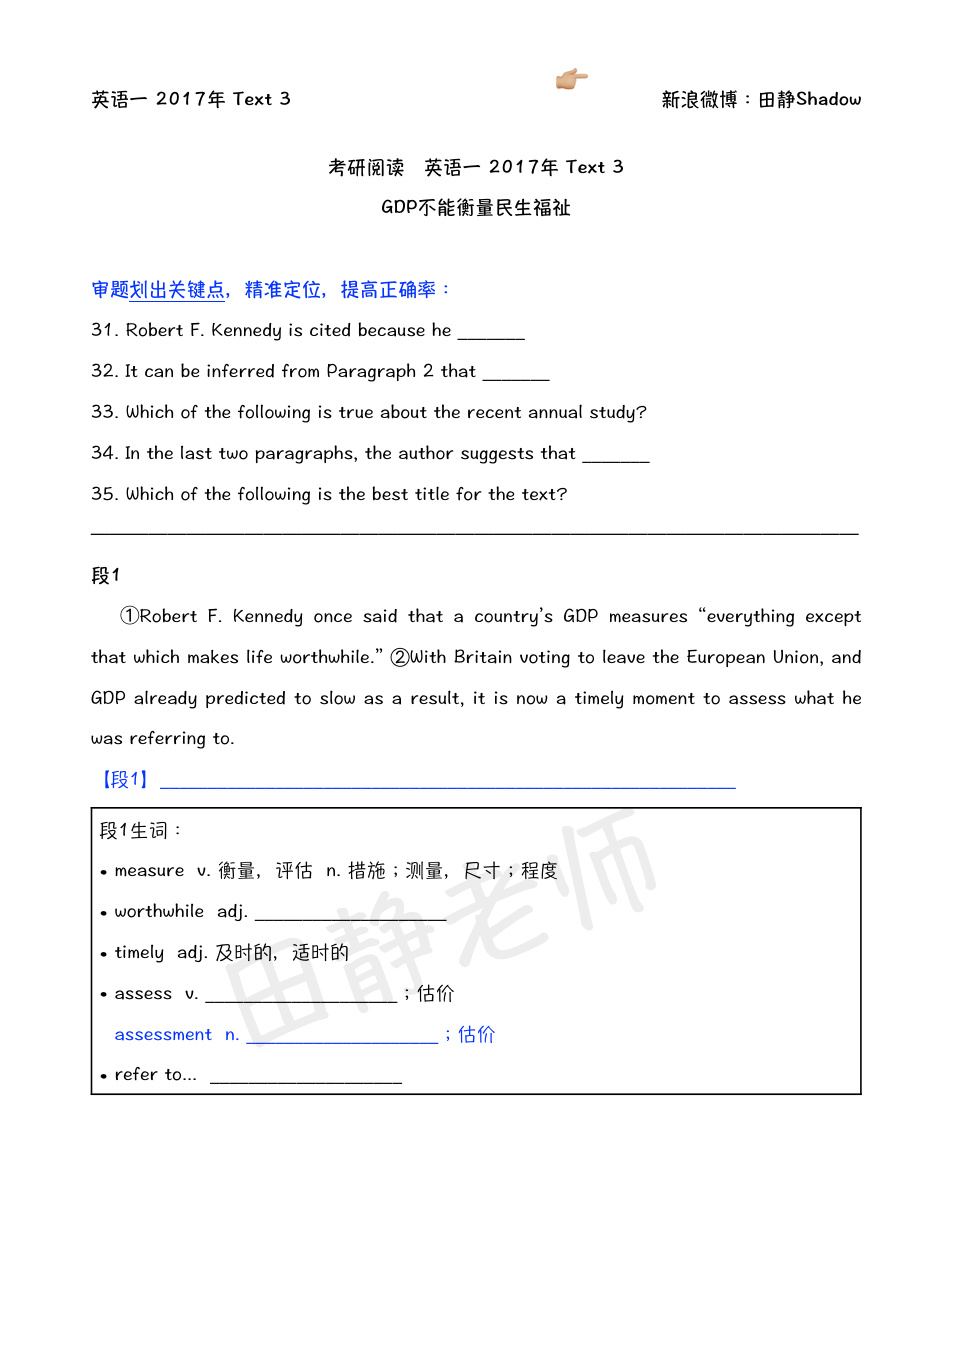 英语一 2017年 Text 3 新浪微博：田静Shadow
考研阅读 英语一 2017年 Text 3
GDP不能衡量民生福祉
审题划出关键点，精准定位，提高正确率：
31. Robert F. Kennedy is cited because he _______
32. It can be inferred from Paragraph 2 that _______
33. Which of the following is true about the recent annual study?
34. In the last two paragraphs, the author suggests that _______
35. Which of the following is the best title for the text?
段1
①Robert F. Kennedy once said that a country’s GDP measures “everything except
that which makes life worthwhile.” ②With Britain voting to leave the European Union, and
GDP already predicted to slow as a result, it is now a timely moment to assess what he
was referring to.
【段1】____________________________________________________________
段1生词：
• measure v. 衡量，评估 n. 措施；测量，尺寸；程度
• worthwhile adj. ____________________
• timely adj. 及时的，适时的
• assess v. ____________________；估价
assessment n. ____________________；估价
• refer to... ____________________
田静老师